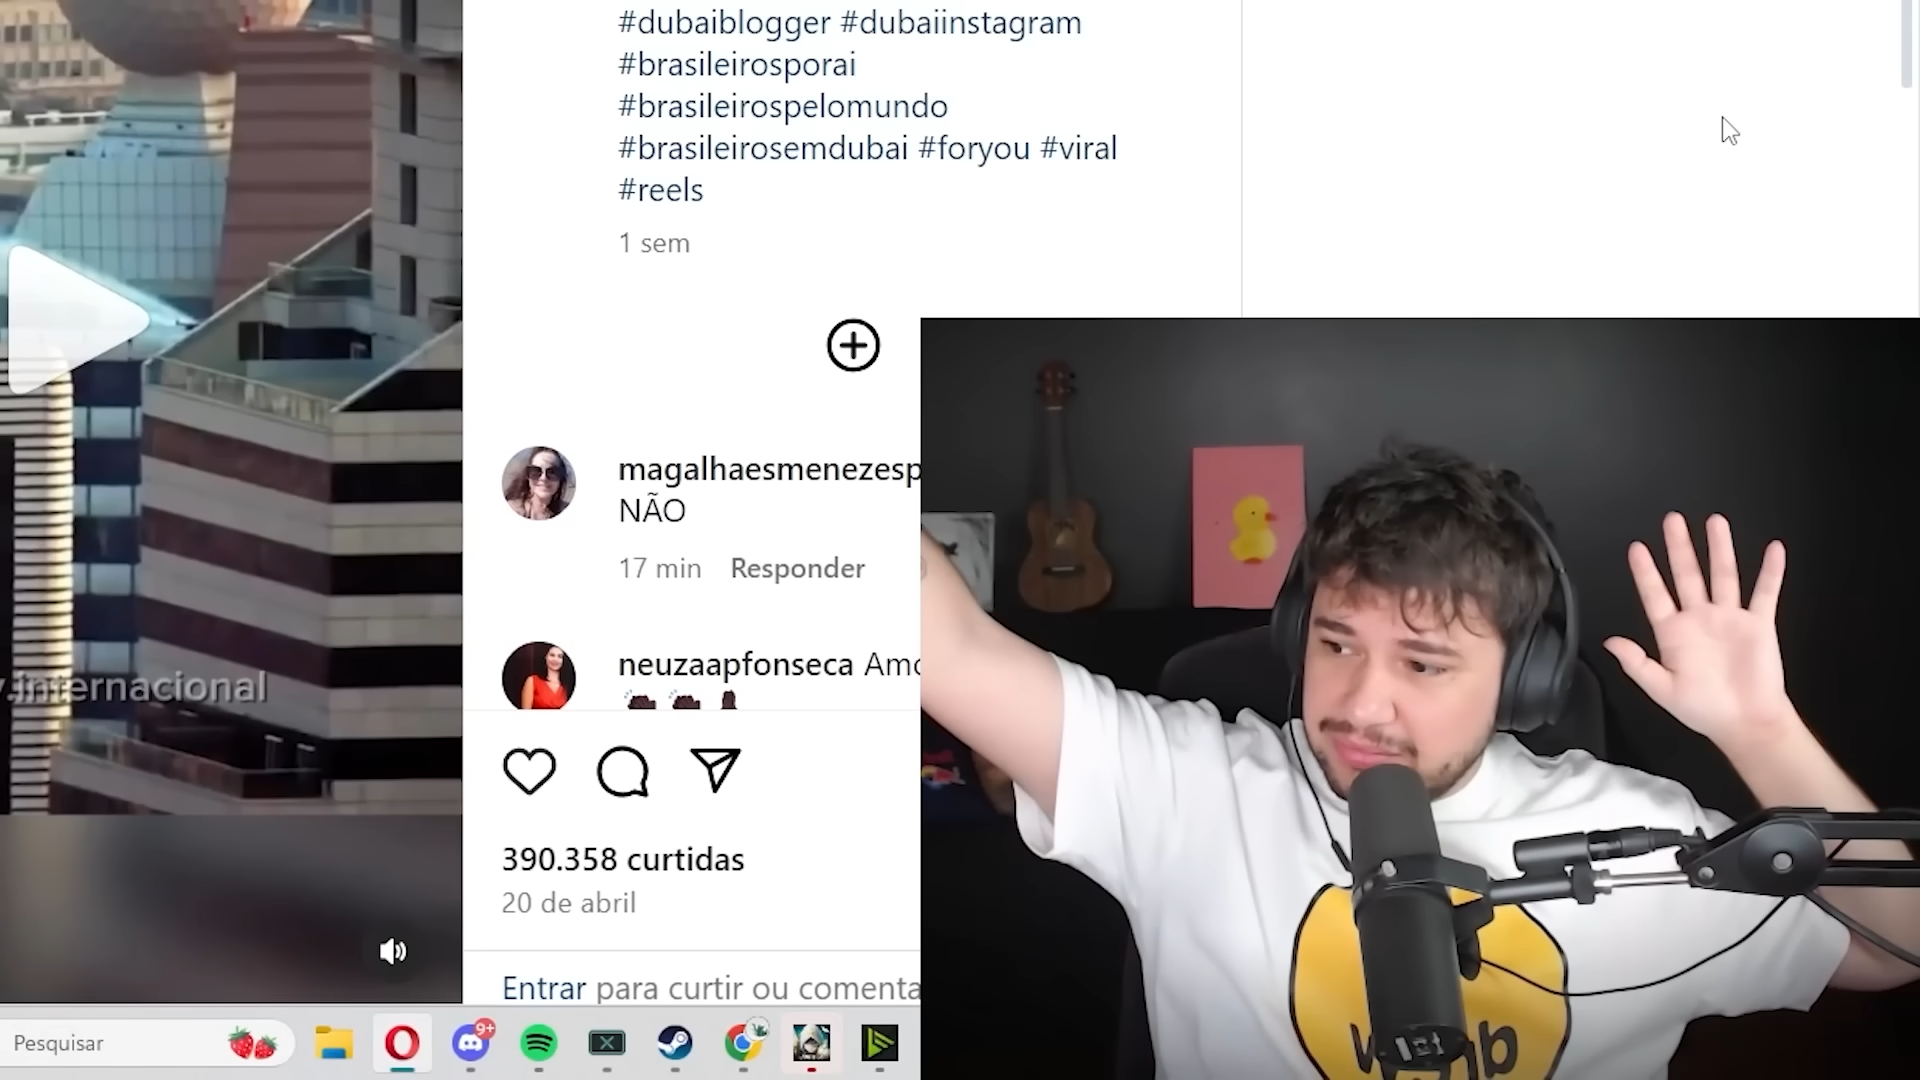 #dubaiblogger #dubaiinstagram
#brasileirosporai
#brasileirospelomundo
#brasileirosemdubai #foryou #viral
#reels
1 sem
magalhaesmenezesp
NÃO
17 min Responder
neuzaapfonseca Amo
.internacional
390.358 curtidas
20 de abril
Entrar para curtir ou comenta
Pesquisar
9+